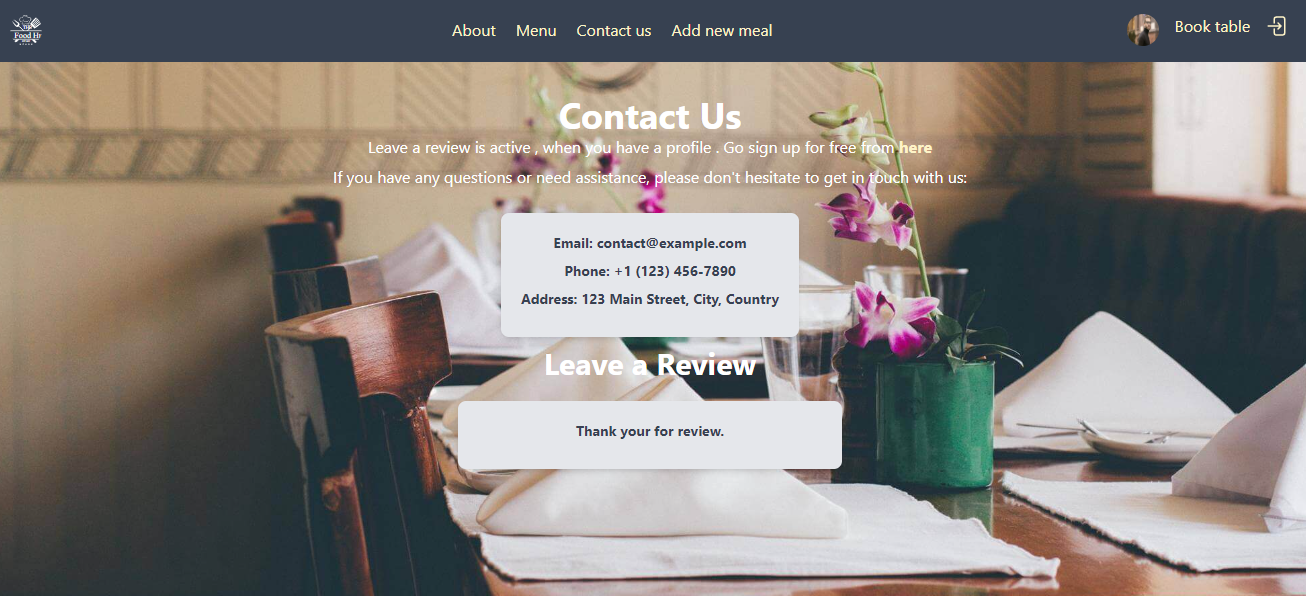 Food Hr
About Menu Contact us Add new meal
Book table
Contact Us
Leave a review is active , when you have a profile . Go sign up for free from here
If you have any questions or need assistance, please don't hesitate to get in touch with us:
Email: contact@example.com
Phone: +1 (123) 456-7890
Address: 123 Main Street, City, Country
Leave a Review
Thank your for review.